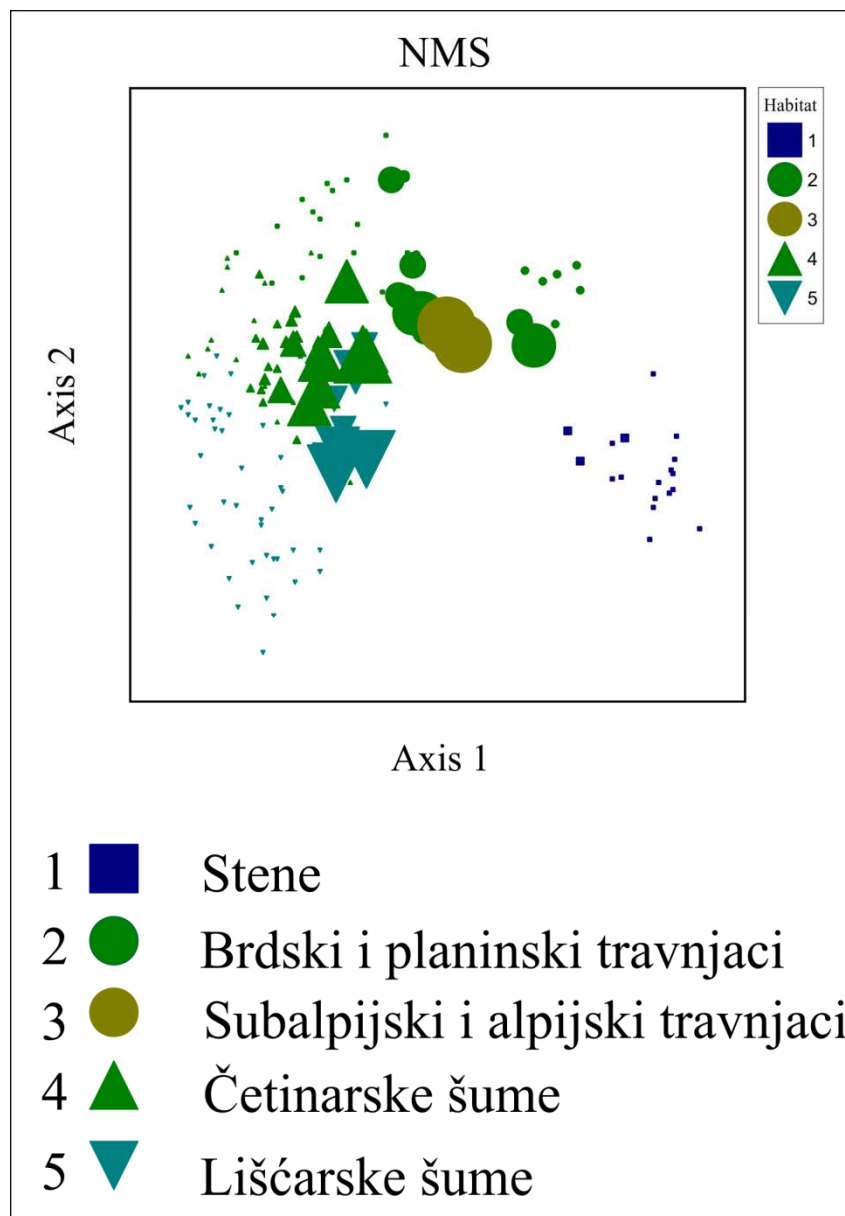 NMS
Habitat
1
2
3
4
5
Axis 2
Axis 1
1 Stene
2 Brdski i planinski travnjaci
3 Subalpijski i alpijski travnjaci
4 Četinarske šume
5 Lišćarske šume